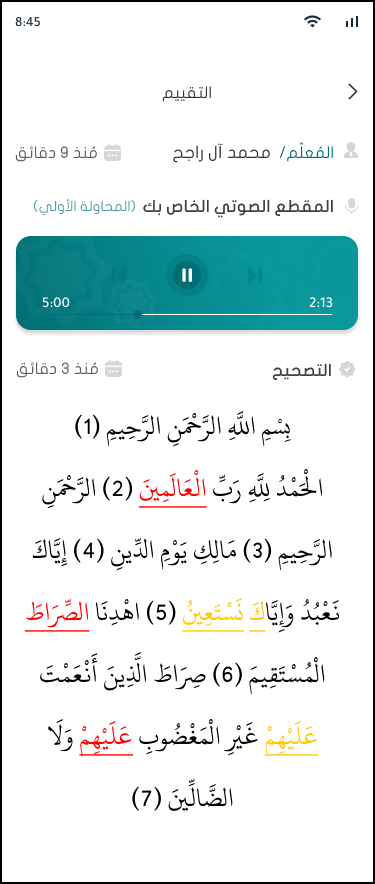 8:45
التقييم
المُعلّم/ محمد آل راجح
مُنذ 9 دقائق
المقطع الصوتي الخاص بك (المحاولة الأولي)
2:13
5:00
التصحيح
مُنذ 3 دقائق
بِسْمِ اللَّهِ الرَّحْمَنِ الرَّحِيمِ (1)
الْحَمْدُ لِلَّهِ رَبِّ الْعَالَمِينَ (2) الرَّحْمَنِ
الرَّحِيمِ (3) مَالِكِ يَوْمِ الدِّينِ (4) إِيَّاكَ
نَعْبُدُ وَإِيَّاكَ نَسْتَعِينُ (5) اهْدِنَا الصِّرَاطَ
الْمُسْتَقِيمَ (6) صِرَاطَ الَّذِينَ أَنْعَمْتَ
عَلَيْهِمْ غَيْرِ الْمَغْضُوبِ عَلَيْهِمْ وَلَا
الضَّالِّينَ (7)